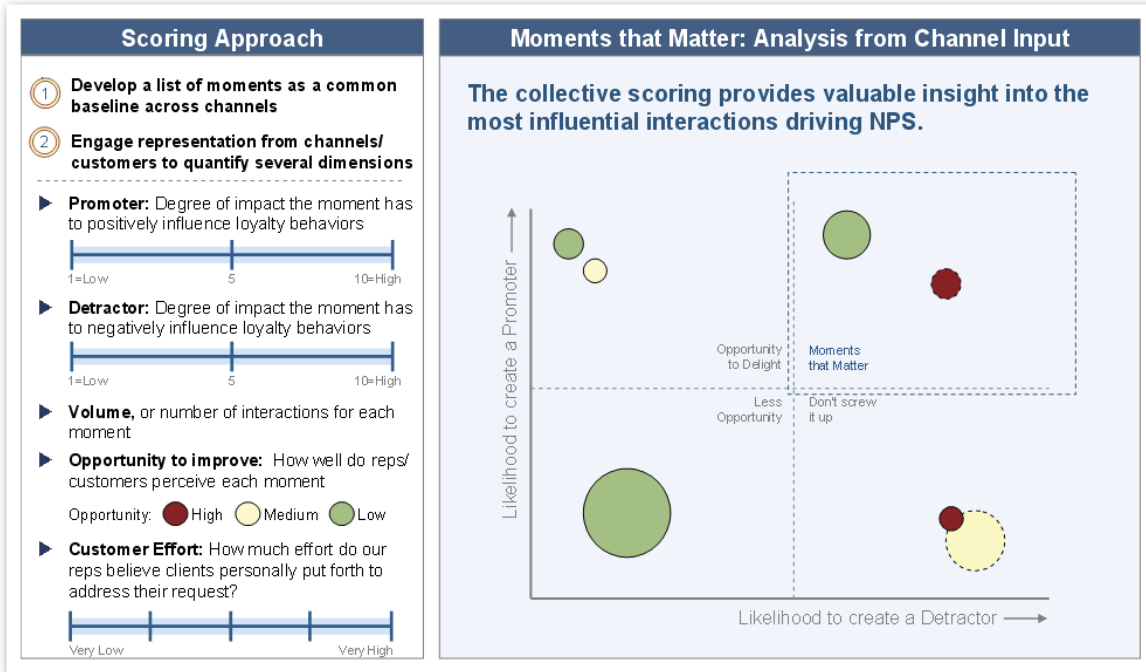 Scoring Approach
1
Develop a list of moments as a common
baseline across channels
2
Engage representation from channels/
customers to quantify several dimensions
Promoter: Degree of impact the moment has
to positively influence loyalty behaviors
1=Low 5 10=High
Detractor: Degree of impact the moment has
to negatively influence loyalty behaviors
1=Low 5 10=High
Volume, or number of interactions for each
moment
Opportunity to improve: How well do reps/
customers perceive each moment
Opportunity: High Medium Low
Customer Effort: How much effort do our
reps believe clients personally put forth to
address their request?
Very Low Very High
Moments that Matter: Analysis from Channel Input
The collective scoring provides valuable insight into the
most influential interactions driving NPS.
Likelihood to create a Promoter
Opportunity
to Delight
Moments
that Matter
Less
Opportunity
Don't screw
it up
Likelihood to create a Detractor